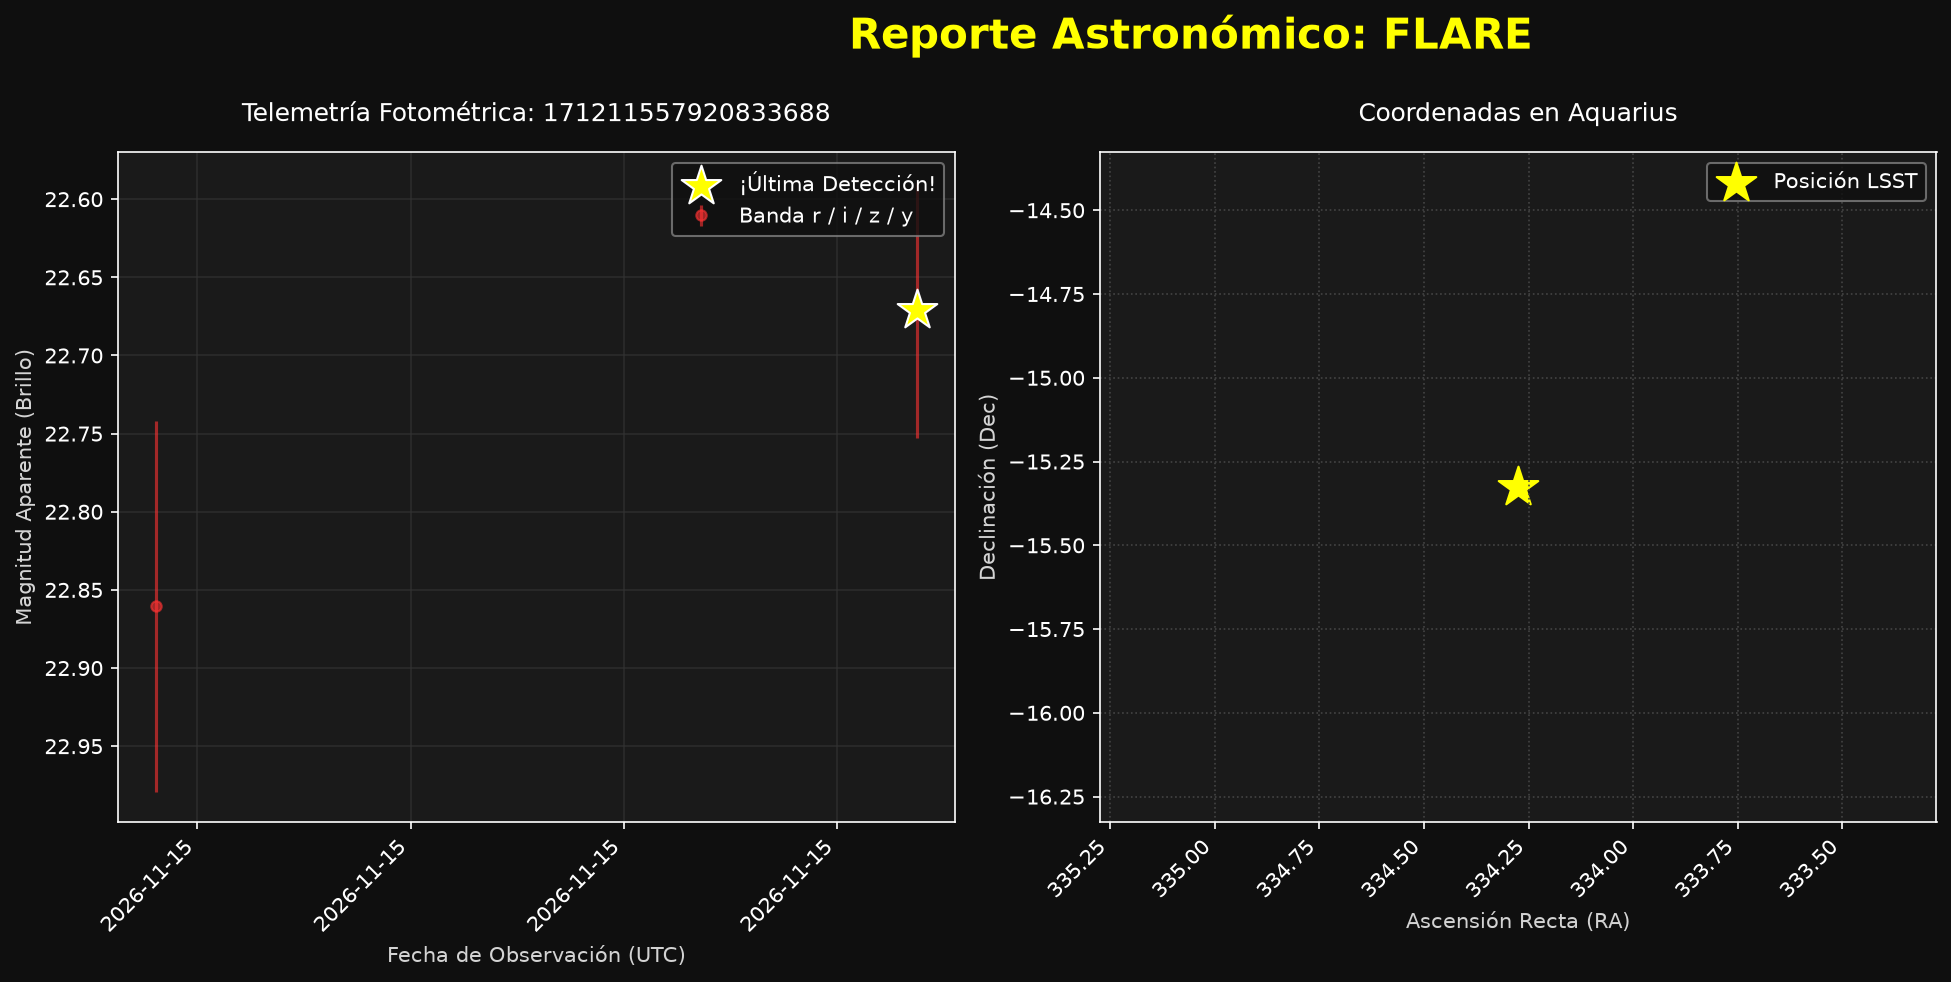 Reporte Astronómico: FLARE
Telemetría Fotométrica: 171211557920833688
¡Última Detección!
Banda r / i / z / y
Magnitud Aparente (Brillo)
22.60
22.65
22.70
22.75
22.80
22.85
22.90
22.95
2026-11-15
2026-11-15
2026-11-15
2026-11-15
Fecha de Observación (UTC)
Coordenadas en Aquarius
Posición LSST
Declinación (Dec)
−14.50
−14.75
−15.00
−15.25
−15.50
−15.75
−16.00
−16.25
335.25
335.00
334.75
334.50
334.25
334.00
333.75
333.50
Ascensión Recta (RA)